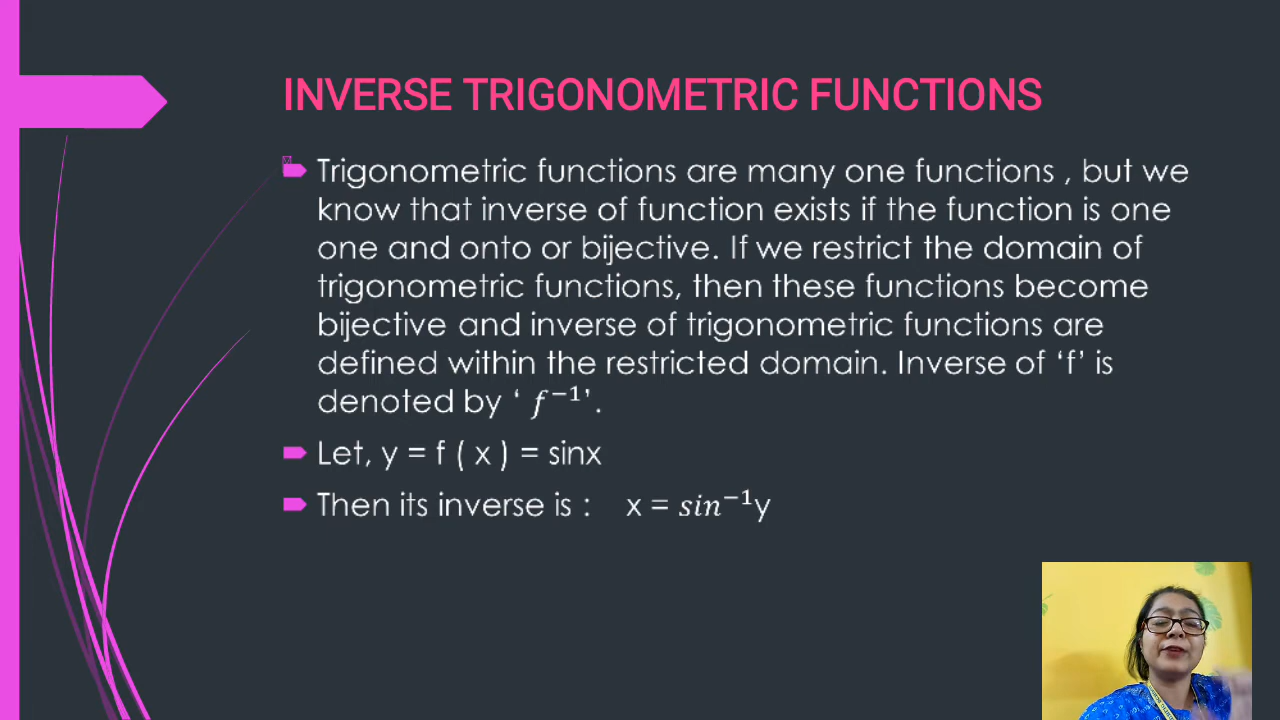 INVERSE TRIGONOMETRIC FUNCTIONS
Trigonometric functions are many one functions , but we
know that inverse of function exists if the function is one
one and onto or bijective. If we restrict the domain of
trigonometric functions, then these functions become
bijective and inverse of trigonometric functions are
defined within the restricted domain. Inverse of ‘f’ is
denoted by ‘ f⁻¹’.
Let, y = f ( x ) = sinx
Then its inverse is : x = sin⁻¹y